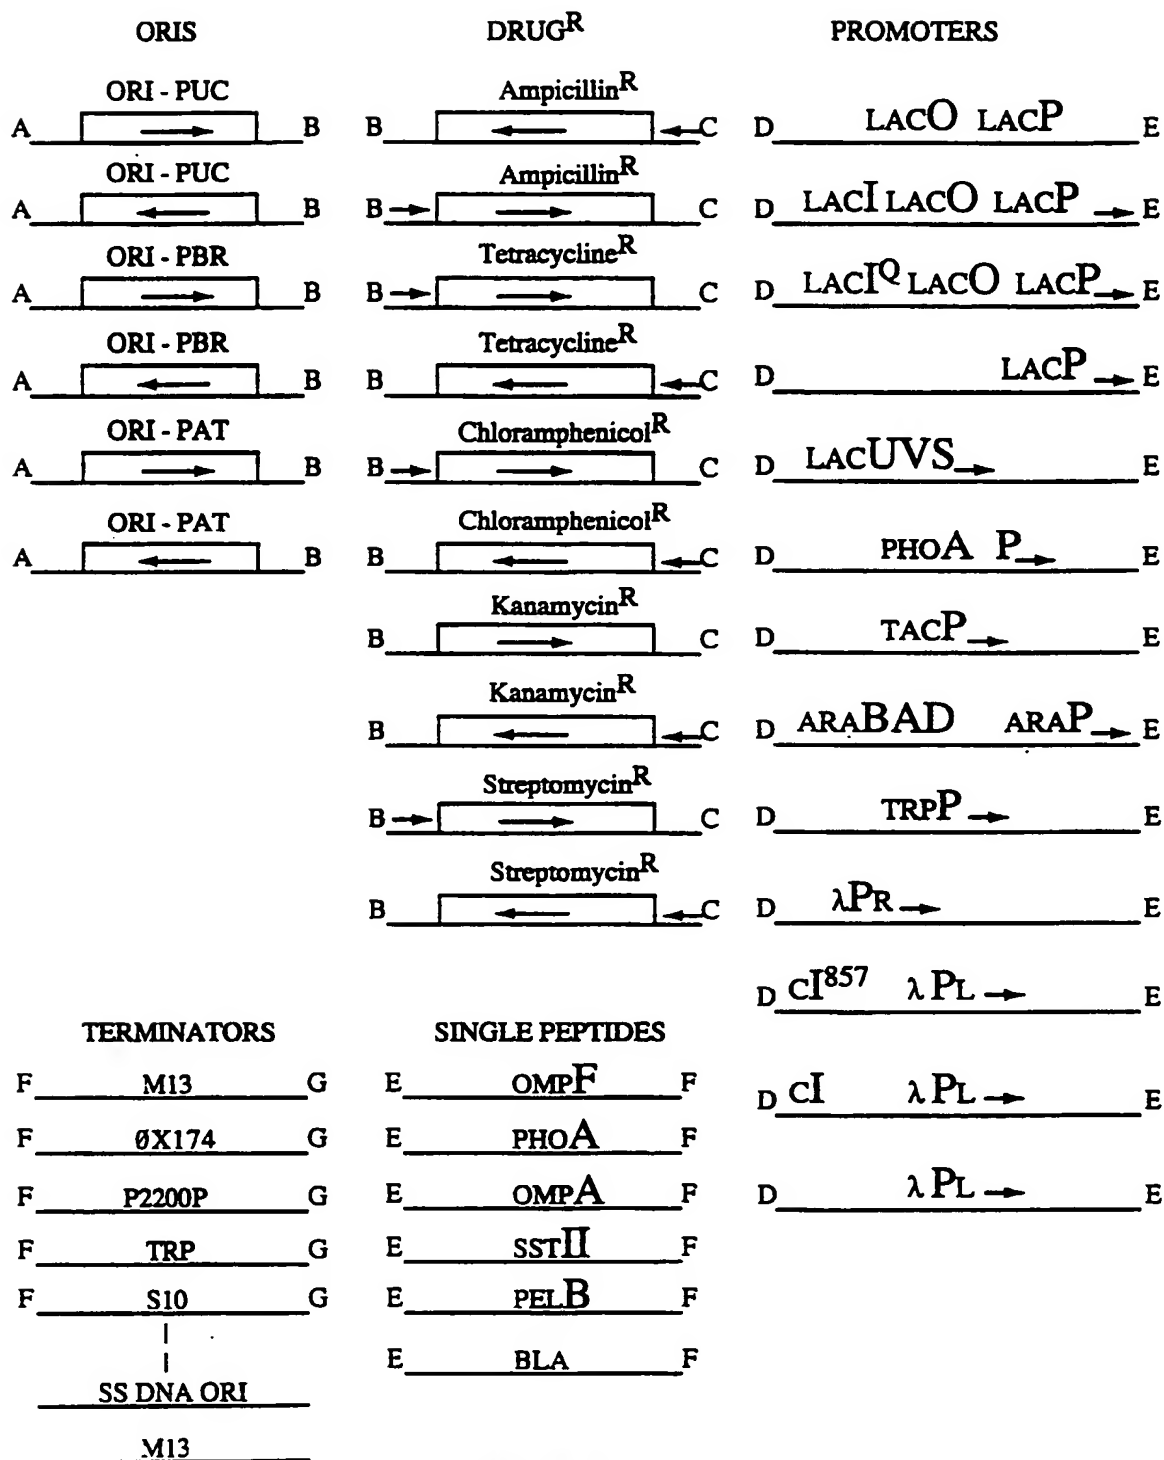 ORIS DRUGR PROMOTERS
ORI - PUC AmpicillinR
A B B C D LACO LACP E
ORI - PUC AmpicillinR
A B B C D LACI LACO LACP E
ORI - PBR TetracyclineR
A B B C D LACIQ LACO LACP E
ORI - PBR TetracyclineR
A B B C D LACP E
ORI - PAT ChloramphenicolR
A B B C D LACUVS E
ORI - PAT ChloramphenicolR
A B B C D PHOA P E
KanamycinR
B C D TACP E
KanamycinR
B C D ARABAD ARAP E
StreptomycinR
B C D TRPP E
StreptomycinR
B C D λPR E
D CI857 λ PL E
TERMINATORS SINGLE PEPTIDES
F M13 G E OMPF F
D CI λ PL E
F ØX174 G E PHOA F
F P2200P G E OMPA F D λ PL E
F TRP G E SSTII F
F S10 G E PELB F
E BLA F
SS DNA ORI
M13